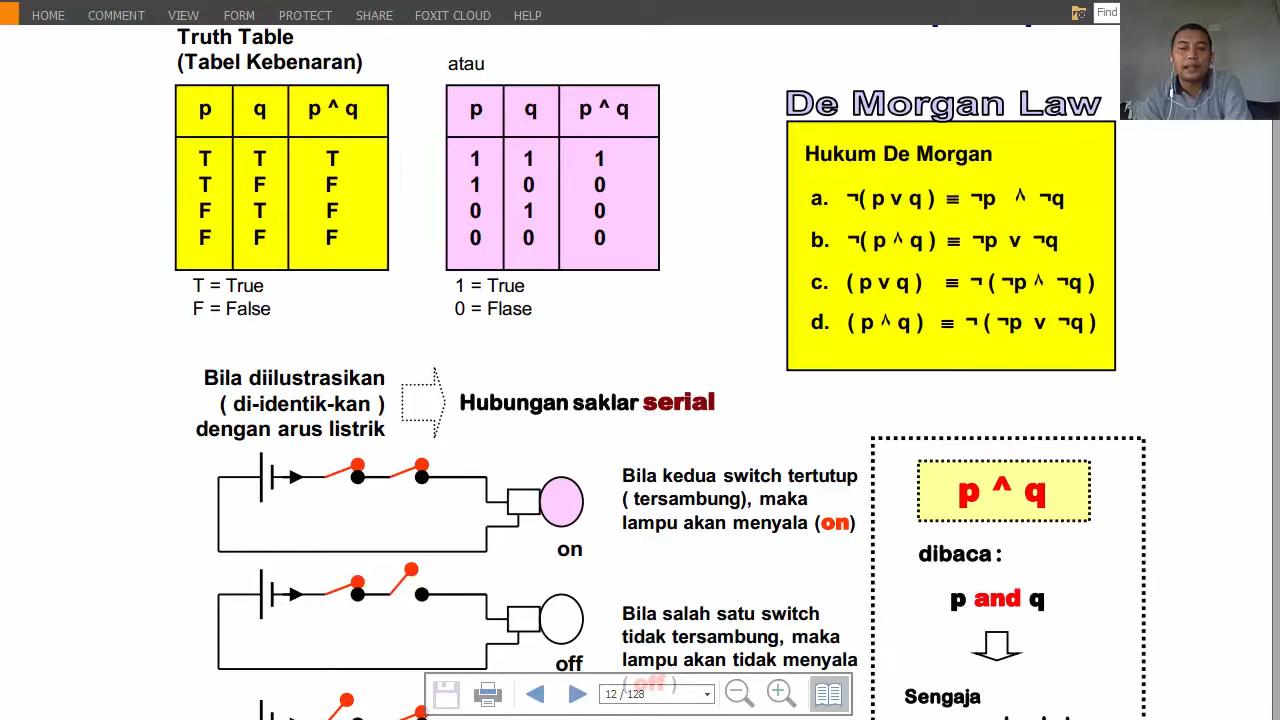 HOME COMMENT VIEW FORM PROTECT SHARE FOXIT CLOUD HELP
Find
Truth Table
(Tabel Kebenaran)
p q p ^ q
T T T
T F F
F T F
F F F
T = True
F = False
atau
p q p ^ q
1 1 1
1 0 0
0 1 0
0 0 0
1 = True
0 = Flase
De Morgan Law
Hukum De Morgan
a. ¬( p v q ) ≡ ¬p ^ ¬q
b. ¬( p ^ q ) ≡ ¬p v ¬q
c. ( p v q ) ≡ ¬ ( ¬p ^ ¬q )
d. ( p ^ q ) ≡ ¬ ( ¬p v ¬q )
Bila diilustrasikan
( di-identik-kan )
dengan arus listrik
Hubungan saklar serial
on
Bila kedua switch tertutup
( tersambung), maka
lampu akan menyala (on)
off
Bila salah satu switch
tidak tersambung, maka
lampu akan tidak menyala
( off )
p ^ q
dibaca :
p and q
Sengaja
12 / 128